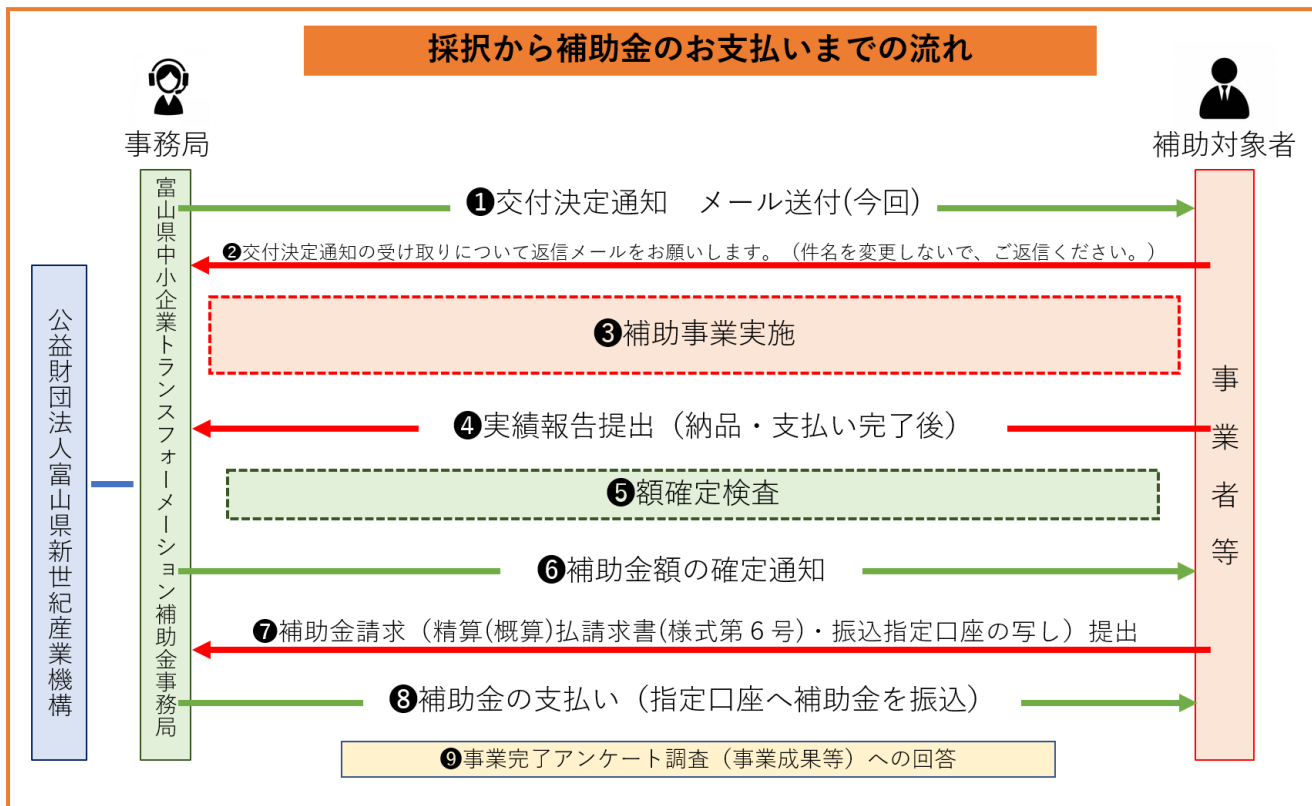 採択から補助金のお支払いまでの流れ
事務局
補助対象者
富山県中小企業トランスフォーメーション補助金事務局
公益財団法人富山県新世紀産業機構
事業者等
❶交付決定通知　メール送付(今回)
❷交付決定通知の受け取りについて返信メールをお願いします。（件名を変更しないで、ご返信ください。）
❸補助事業実施
❹実績報告提出（納品・支払い完了後）
❺額確定検査
❻補助金額の確定通知
❼補助金請求（精算(概算)払請求書(様式第６号)・振込指定口座の写し）提出
❽補助金の支払い（指定口座へ補助金を振込）
❾事業完了アンケート調査（事業成果等）への回答